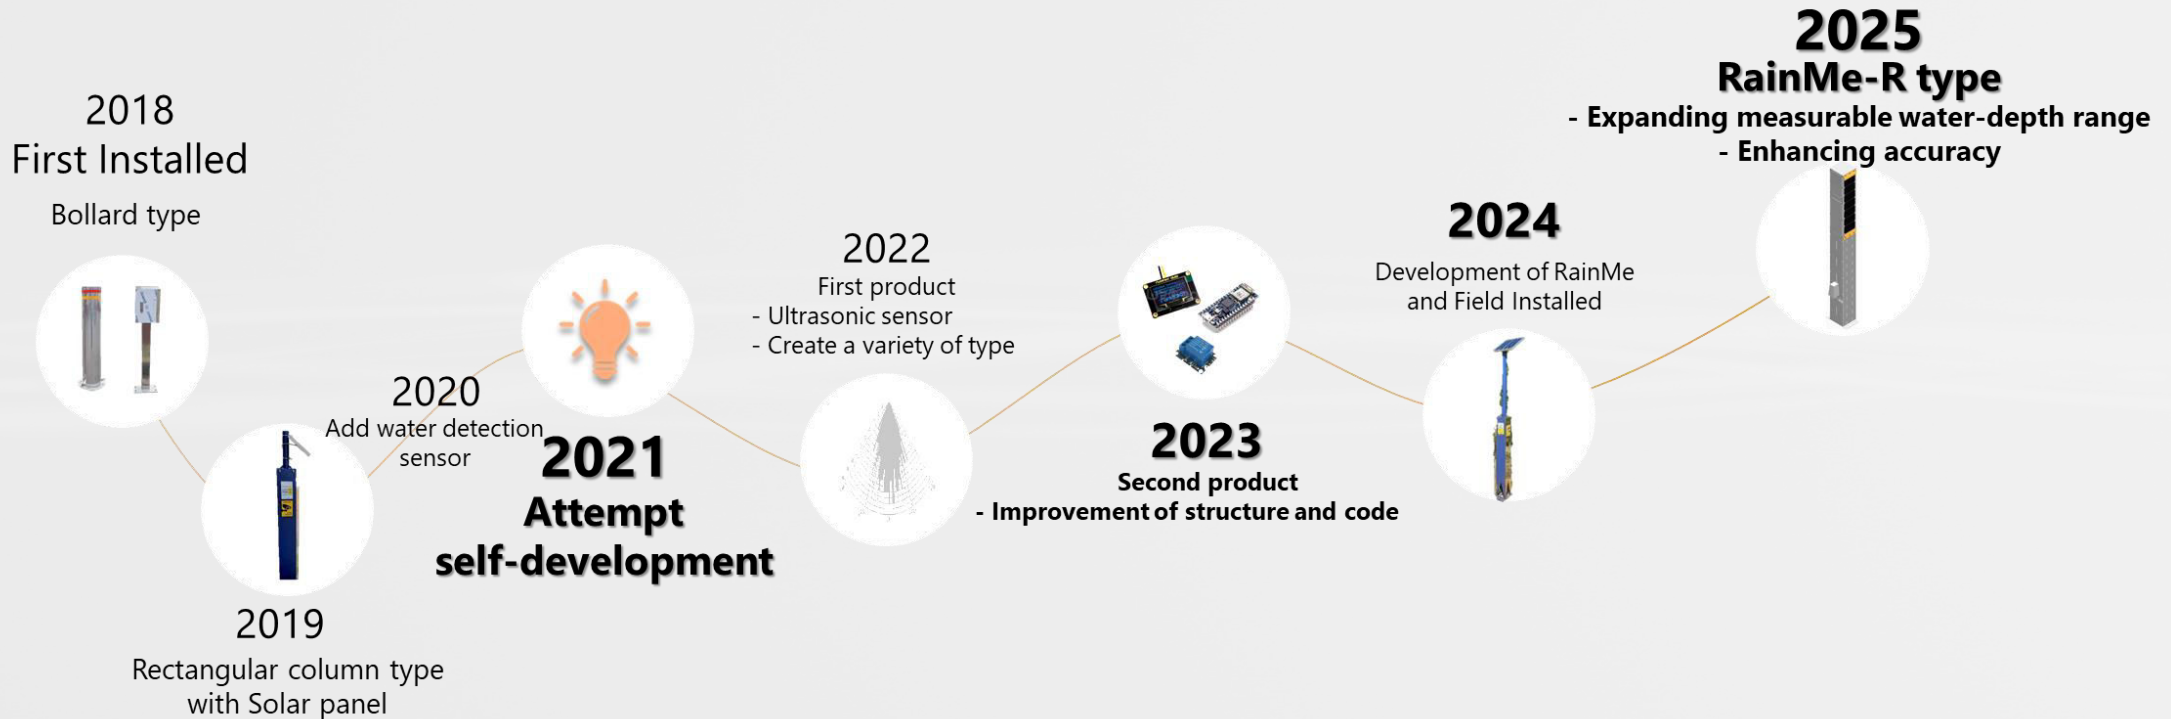 2018
First Installed
Bollard type
2019
Rectangular column type
with Solar panel
2020
Add water detection
sensor
2021
Attempt
self-development
2022
First product
- Ultrasonic sensor
- Create a variety of type
2023
Second product
- Improvement of structure and code
2024
Development of RainMe
and Field Installed
2025
RainMe-R type
- Expanding measurable water-depth range
- Enhancing accuracy